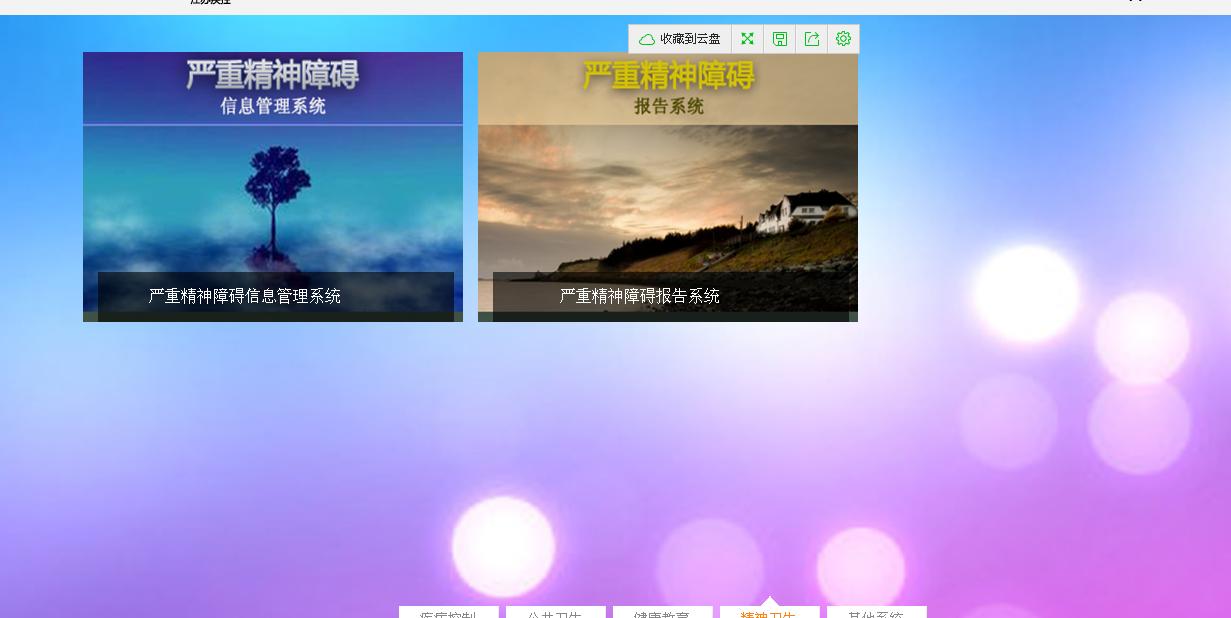 收藏到云盘
严重精神障碍
信息管理系统
严重精神障碍信息管理系统
严重精神障碍
报告系统
严重精神障碍报告系统
疾病控制 公共卫生 健康教育 精神卫生 其他系统